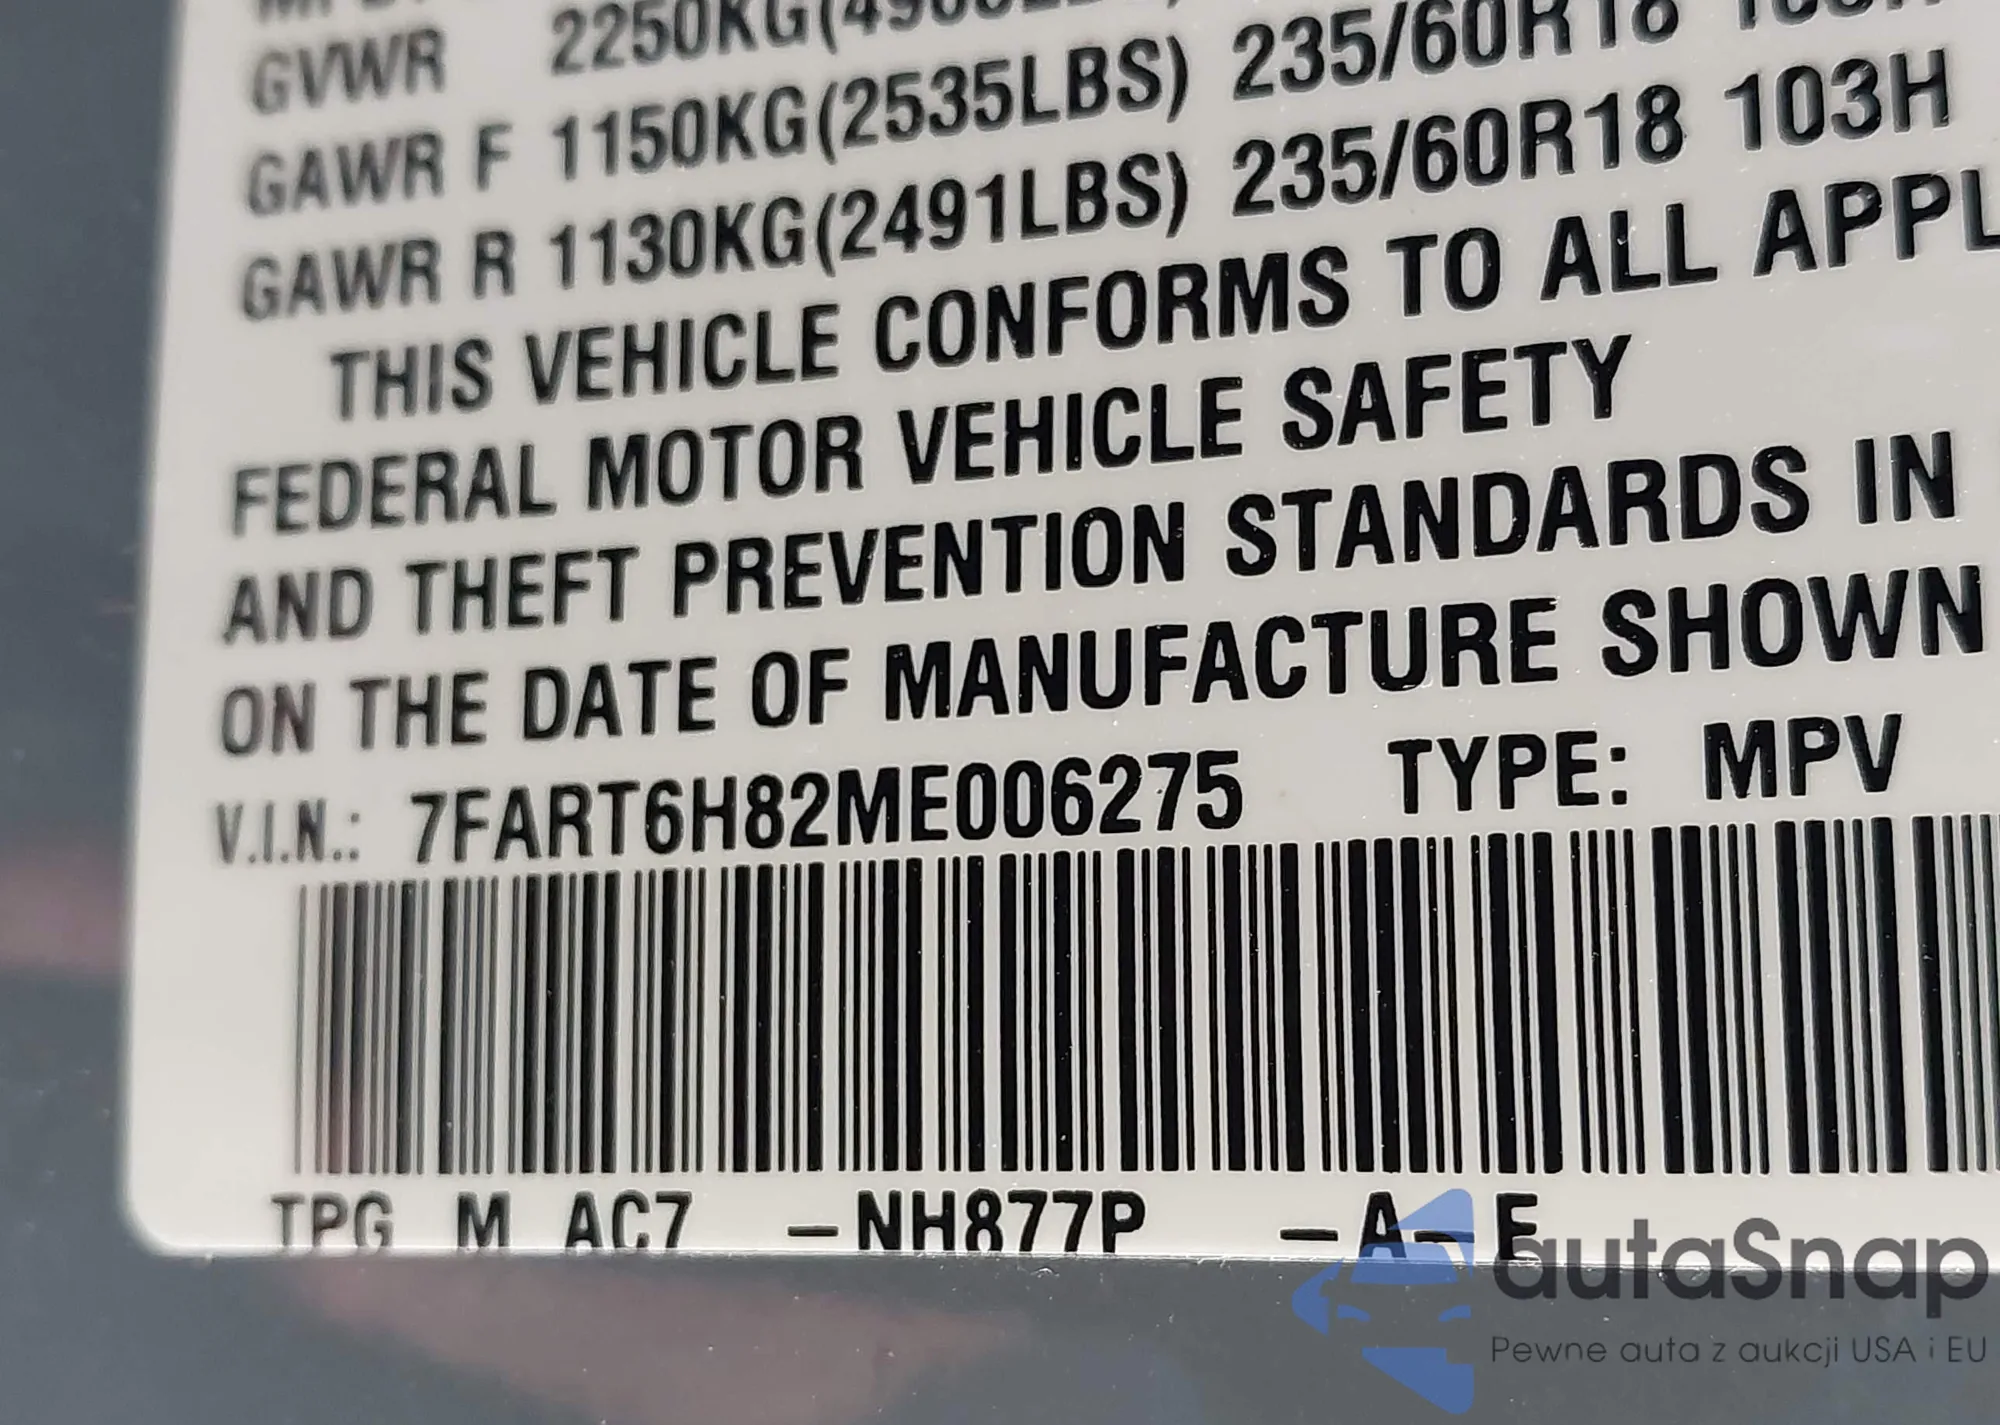 GVWR 2250KG(
GAWR F 1150KG(2535LBS) 235/60R18
GAWR R 1130KG(2491LBS) 235/60R18 103H
THIS VEHICLE CONFORMS TO ALL APPL
FEDERAL MOTOR VEHICLE SAFETY
AND THEFT PREVENTION STANDARDS IN
ON THE DATE OF MANUFACTURE SHOWN
V.I.N.: 7FART6H82ME006275 TYPE: MPV
TPG M AC7 –NH877P –A–E
autaSnap
Pewne auta z aukcji USA i EU